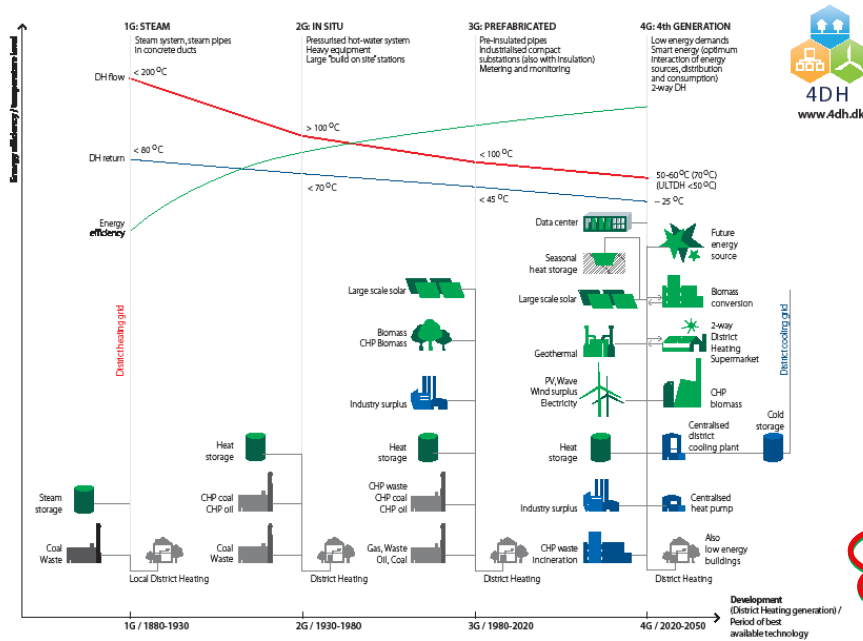 1G: STEAM
Steam system, steam pipes
in concrete ducts
2G: IN SITU
Pressurised hot-water system
Heavy equipment
Large "build on site" stations
3G: PREFABRICATED
Pre-insulated pipes
Industrialised compact
substations (also with insulation)
Metering and monitoring
4G: 4th GENERATION
Low energy demands
Smart energy (optimum
interaction of energy
sources, distribution
and consumption)
2-way DH
4DH
www.4dh.dk
Energy efficiency / temperature level
DH flow
< 200 °C
> 100 °C
< 100 °C
50-60°C (70°C)
(ULTDH <50°C)
DH return
< 80 °C
< 70 °C
< 45 °C
~ 25 °C
Energy
efficiency
District heating grid
District cooling grid
Data center
Future
energy
source
Seasonal
heat storage
Large scale solar
Large scale solar
Biomass
conversion
Biomass
CHP Biomass
Geothermal
2-way
District
Heating
Supermarket
Industry surplus
PV, Wave
Wind surplus
Electricity
CHP
biomass
Heat
storage
Heat
storage
Heat
storage
Centralised
district
cooling plant
Cold
storage
Steam
storage
CHP coal
CHP oil
CHP waste
CHP coal
CHP oil
Industry surplus
Centralised
heat pump
Coal
Waste
Coal
Waste
Gas, Waste
Oil, Coal
CHP waste
incineration
Also
low energy
buildings
Local District Heating
District Heating
District Heating
District Heating
1G / 1880-1930
2G / 1930-1980
3G / 1980-2020
4G / 2020-2050
Development
(District Heating generation) /
Period of best
available technology